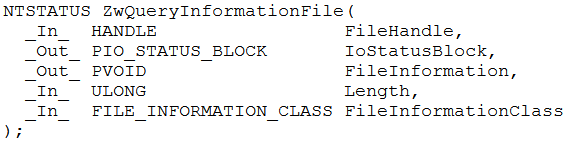 NTSTATUS ZwQueryInformationFile(
  _In_  HANDLE                 FileHandle,
  _Out_ PIO_STATUS_BLOCK       IoStatusBlock,
  _Out_ PVOID                  FileInformation,
  _In_  ULONG                  Length,
  _In_  FILE_INFORMATION_CLASS FileInformationClass
);